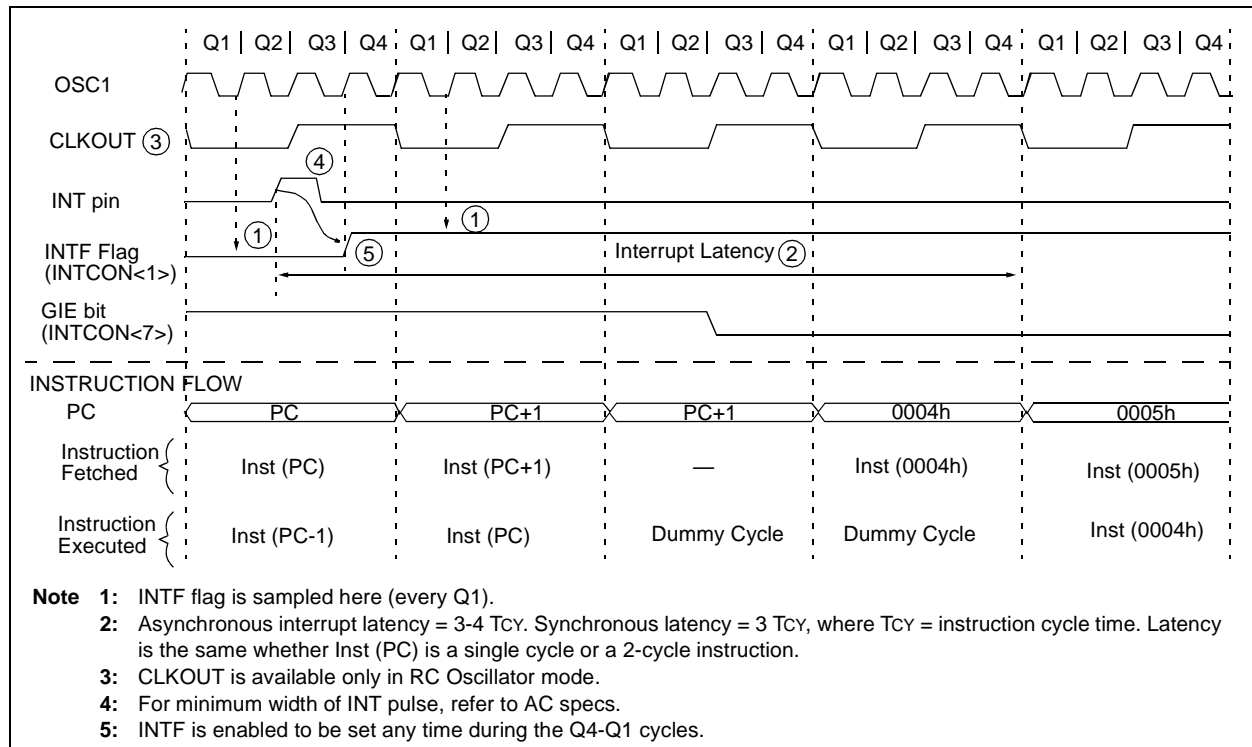 Q1 | Q2 | Q3 | Q4 Q1 | Q2 | Q3 | Q4 Q1 | Q2 | Q3 | Q4 Q1 | Q2 | Q3 | Q4 Q1 | Q2 | Q3 | Q4
OSC1
CLKOUT ③
④
INT pin
① ①
INTF Flag
(INTCON<1>)
⑤
Interrupt Latency ②
GIE bit
(INTCON<7>)
INSTRUCTION FLOW
PC PC PC+1 PC+1 0004h 0005h
Instruction
Fetched
Inst (PC) Inst (PC+1) — Inst (0004h) Inst (0005h)
Instruction
Executed
Inst (PC-1) Inst (PC) Dummy Cycle Dummy Cycle Inst (0004h)
Note 1: INTF flag is sampled here (every Q1).
2: Asynchronous interrupt latency = 3-4 TCY. Synchronous latency = 3 TCY, where TCY = instruction cycle time. Latency
is the same whether Inst (PC) is a single cycle or a 2-cycle instruction.
3: CLKOUT is available only in RC Oscillator mode.
4: For minimum width of INT pulse, refer to AC specs.
5: INTF is enabled to be set any time during the Q4-Q1 cycles.